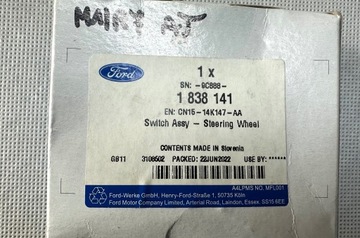 MAIRY AJ
Ford
1 x
SN: -9C888-
1 838 141
EN: CN15-14K147-AA
Switch Assy - Steering Wheel
CONTENTS MADE IN Slovenia
GB11 3108502 PACKED: 22JUN2022 USE BY: ******
A4LPMS NO. MPL001
Ford-Werke GmbH, Henry-Ford-Straße 1, 50735 Köln
Ford Motor Company Limited, Arterial Road, Laindon, Essex, SS15 6EE